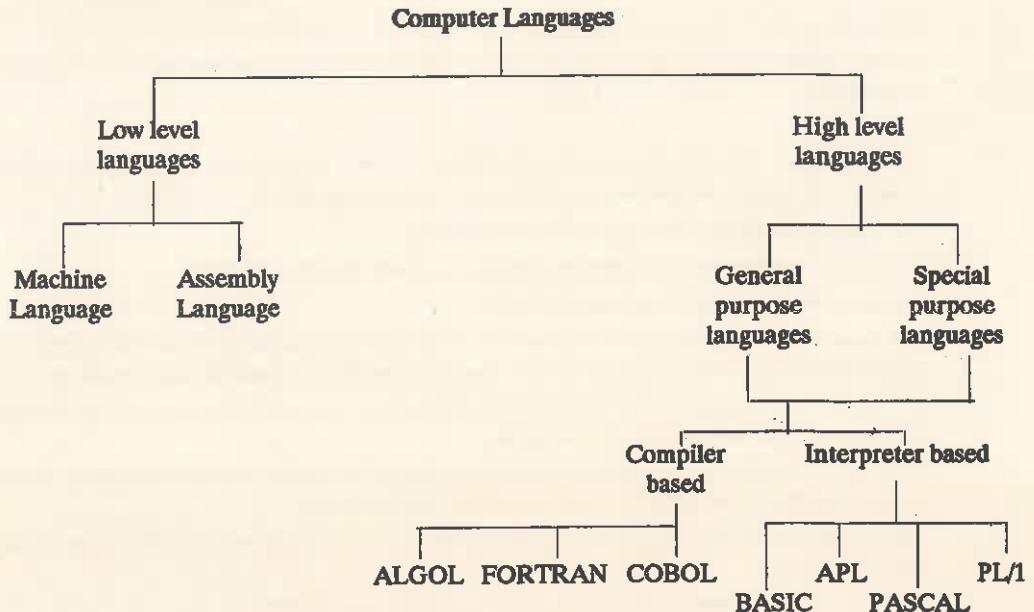 Computer Languages
Low level
languages
High level
languages
Machine
Language
Assembly
Language
General
purpose
languages
Special
purpose
languages
Compiler
based
Interpreter based
ALGOL FORTRAN COBOL
APL PL/1
BASIC PASCAL